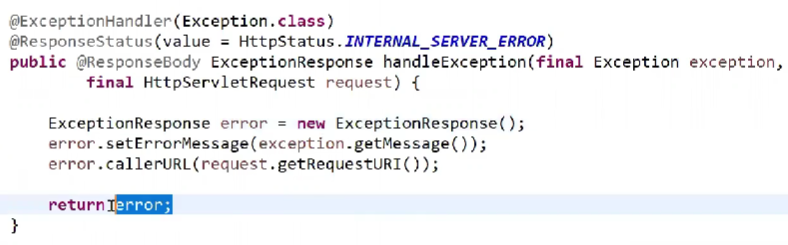 @ExceptionHandler(Exception.class)
@ResponseStatus(value = HttpStatus.INTERNAL_SERVER_ERROR)
public @ResponseBody ExceptionResponse handleException(final Exception exception,
        final HttpServletRequest request) {

    ExceptionResponse error = new ExceptionResponse();
    error.setErrorMessage(exception.getMessage());
    error.callerURL(request.getRequestURI());

    return error;
}